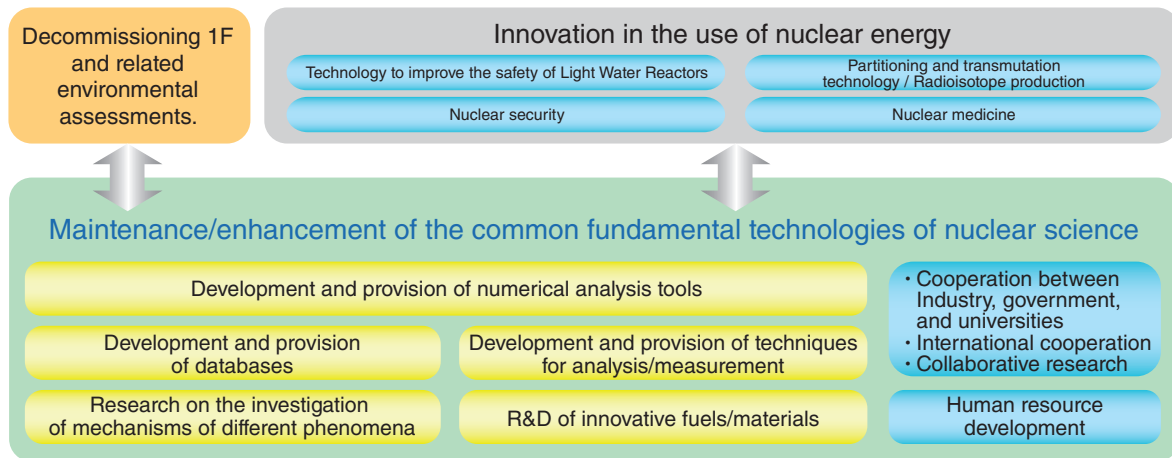 Decommissioning 1F
and related
environmental
assessments.
Innovation in the use of nuclear energy
Technology to improve the safety of Light Water Reactors
Partitioning and transmutation
technology / Radioisotope production
Nuclear security
Nuclear medicine
Maintenance/enhancement of the common fundamental technologies of nuclear science
Development and provision of numerical analysis tools
Development and provision
of databases
Development and provision of techniques
for analysis/measurement
Research on the investigation
of mechanisms of different phenomena
R&D of innovative fuels/materials
・Cooperation between
Industry, government,
and universities
・International cooperation
・Collaborative research
Human resource
development